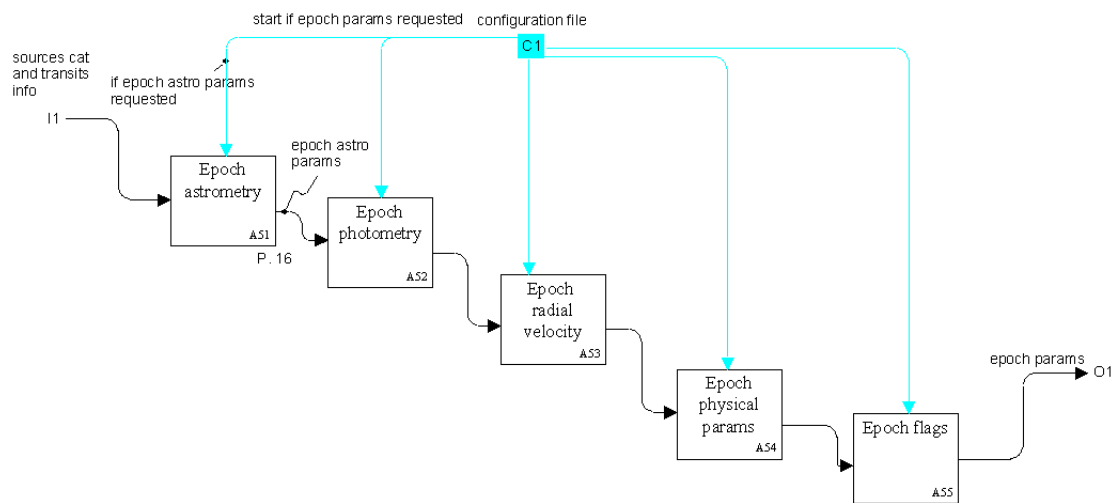 start if epoch params requested
configuration file
C1
sources cat
and transits
info
if epoch astro params
requested
I1
epoch astro
params
Epoch
astrometry
A51
P. 16
Epoch
photometry
A52
Epoch
radial
velocity
A53
Epoch
physical
params
A54
Epoch flags
A55
epoch params
O1